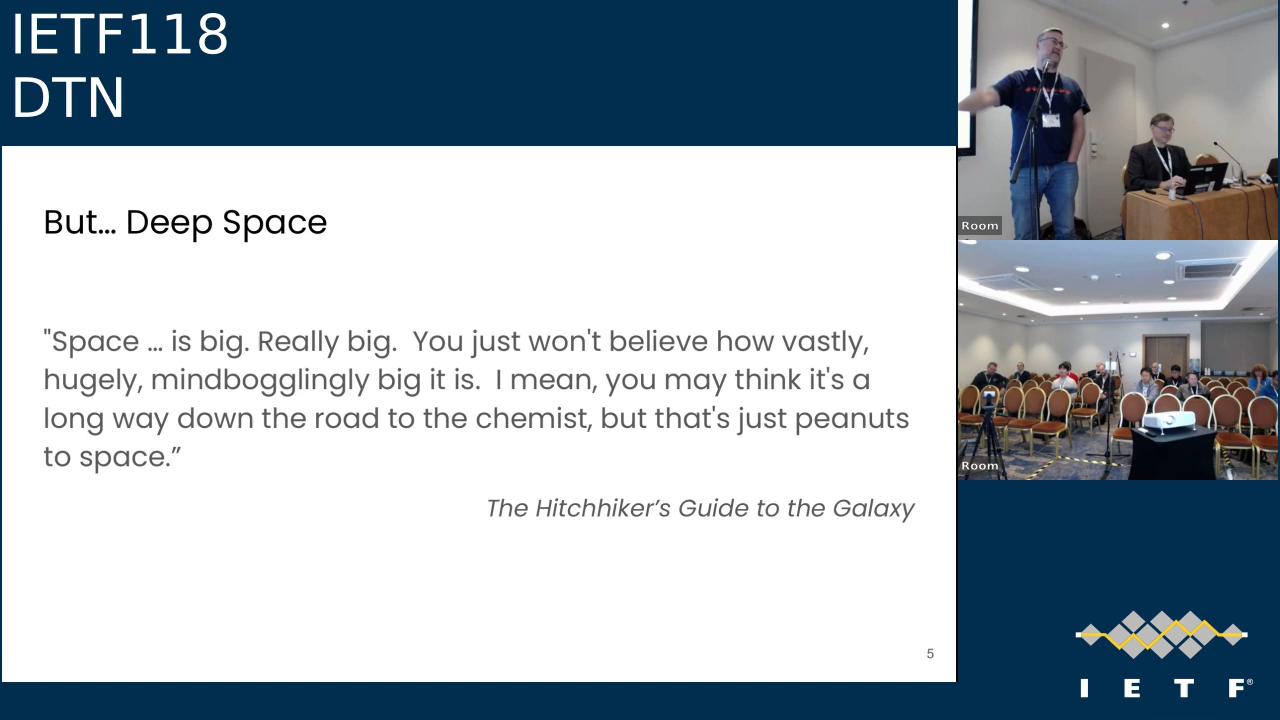 IETF118
DTN
But... Deep Space
"Space ... is big. Really big.  You just won't believe how vastly,
hugely, mindbogglingly big it is.  I mean, you may think it's a
long way down the road to the chemist, but that's just peanuts
to space.”
The Hitchhiker’s Guide to the Galaxy
5
Room
Room
I E T F®